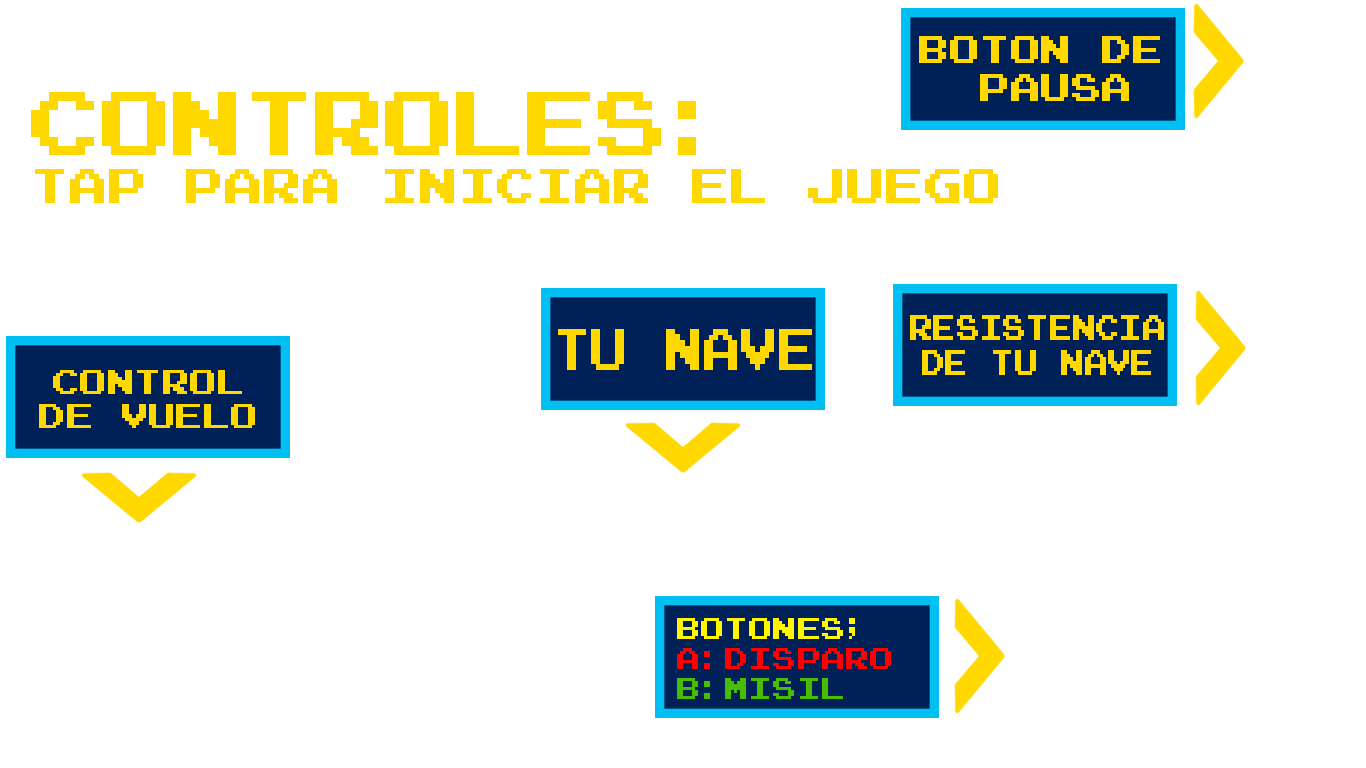 BOTON DE
PAUSA
CONTROLES:
TAP PARA INICIAR EL JUEGO
TU NAVE
RESISTENCIA
DE TU NAVE
CONTROL
DE VUELO
BOTONES;
A: DISPARO
B: MISIL